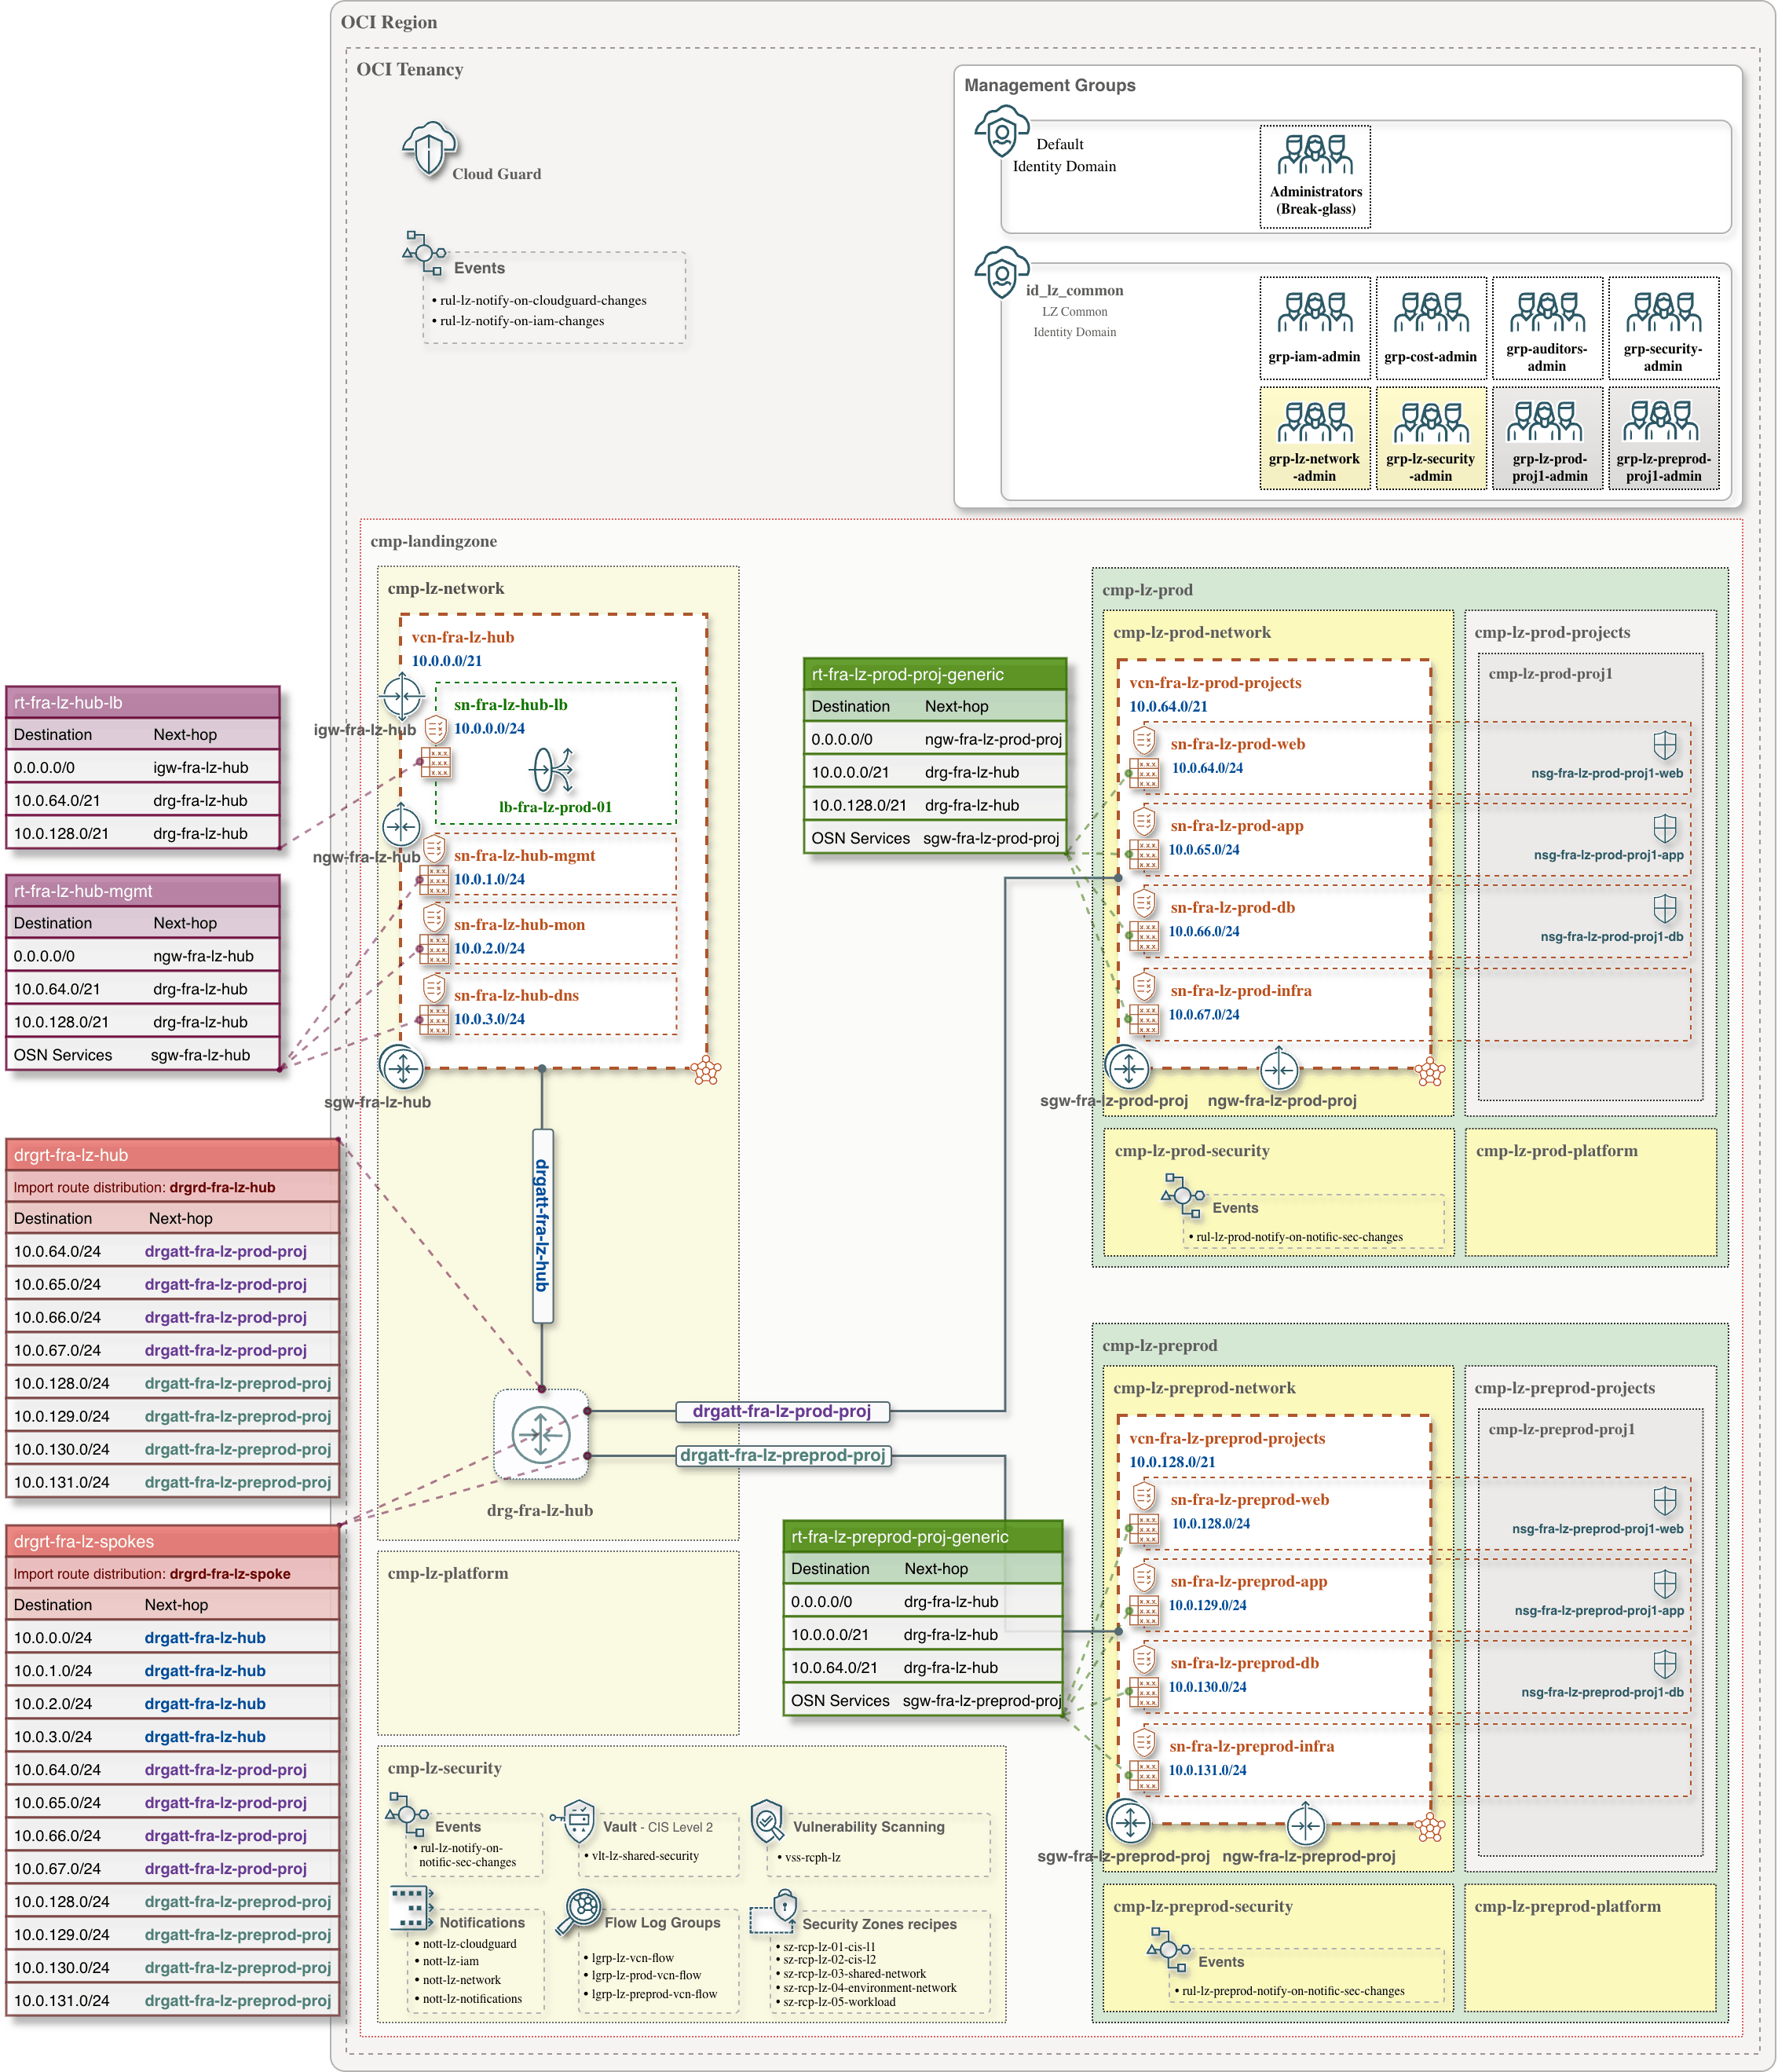 OCI Region
OCI Tenancy
Cloud Guard
Events
• rul-lz-notify-on-cloudguard-changes
• rul-lz-notify-on-iam-changes
Management Groups
Default
Identity Domain
Administrators
(Break-glass)
id_lz_common
LZ Common
Identity Domain
grp-iam-admin
grp-cost-admin
grp-auditors-
admin
grp-security-
admin
grp-lz-network
-admin
grp-lz-security
-admin
grp-lz-prod-
proj1-admin
grp-lz-preprod-
proj1-admin
cmp-landingzone
cmp-lz-network
vcn-fra-lz-hub
10.0.0.0/21
igw-fra-lz-hub
sn-fra-lz-hub-lb
10.0.0.0/24
lb-fra-lz-prod-01
ngw-fra-lz-hub
sn-fra-lz-hub-mgmt
10.0.1.0/24
sn-fra-lz-hub-mon
10.0.2.0/24
sn-fra-lz-hub-dns
10.0.3.0/24
sgw-fra-lz-hub
drgatt-fra-lz-hub
drgatt-fra-lz-prod-proj
drgatt-fra-lz-preprod-proj
drg-fra-lz-hub
rt-fra-lz-hub-lb
Destination Next-hop
0.0.0.0/0 igw-fra-lz-hub
10.0.64.0/21 drg-fra-lz-hub
10.0.128.0/21 drg-fra-lz-hub
rt-fra-lz-hub-mgmt
Destination Next-hop
0.0.0.0/0 ngw-fra-lz-hub
10.0.64.0/21 drg-fra-lz-hub
10.0.128.0/21 drg-fra-lz-hub
OSN Services sgw-fra-lz-hub
drgrt-fra-lz-hub
Import route distribution: drgrd-fra-lz-hub
Destination Next-hop
10.0.64.0/24 drgatt-fra-lz-prod-proj
10.0.65.0/24 drgatt-fra-lz-prod-proj
10.0.66.0/24 drgatt-fra-lz-prod-proj
10.0.67.0/24 drgatt-fra-lz-prod-proj
10.0.128.0/24 drgatt-fra-lz-preprod-proj
10.0.129.0/24 drgatt-fra-lz-preprod-proj
10.0.130.0/24 drgatt-fra-lz-preprod-proj
10.0.131.0/24 drgatt-fra-lz-preprod-proj
drgrt-fra-lz-spokes
Import route distribution: drgrd-fra-lz-spoke
Destination Next-hop
10.0.0.0/24 drgatt-fra-lz-hub
10.0.1.0/24 drgatt-fra-lz-hub
10.0.2.0/24 drgatt-fra-lz-hub
10.0.3.0/24 drgatt-fra-lz-hub
10.0.64.0/24 drgatt-fra-lz-prod-proj
10.0.65.0/24 drgatt-fra-lz-prod-proj
10.0.66.0/24 drgatt-fra-lz-prod-proj
10.0.67.0/24 drgatt-fra-lz-prod-proj
10.0.128.0/24 drgatt-fra-lz-preprod-proj
10.0.129.0/24 drgatt-fra-lz-preprod-proj
10.0.130.0/24 drgatt-fra-lz-preprod-proj
10.0.131.0/24 drgatt-fra-lz-preprod-proj
rt-fra-lz-prod-proj-generic
Destination Next-hop
0.0.0.0/0 ngw-fra-lz-prod-proj
10.0.0.0/21 drg-fra-lz-hub
10.0.128.0/21 drg-fra-lz-hub
OSN Services sgw-fra-lz-prod-proj
cmp-lz-prod
cmp-lz-prod-network
vcn-fra-lz-prod-projects
10.0.64.0/21
sn-fra-lz-prod-web
10.0.64.0/24
sn-fra-lz-prod-app
10.0.65.0/24
sn-fra-lz-prod-db
10.0.66.0/24
sn-fra-lz-prod-infra
10.0.67.0/24
sgw-fra-lz-prod-proj
ngw-fra-lz-prod-proj
cmp-lz-prod-projects
cmp-lz-prod-proj1
nsg-fra-lz-prod-proj1-web
nsg-fra-lz-prod-proj1-app
nsg-fra-lz-prod-proj1-db
cmp-lz-prod-security
Events
• rul-lz-prod-notify-on-notific-sec-changes
cmp-lz-prod-platform
rt-fra-lz-preprod-proj-generic
Destination Next-hop
0.0.0.0/0 drg-fra-lz-hub
10.0.0.0/21 drg-fra-lz-hub
10.0.64.0/21 drg-fra-lz-hub
OSN Services sgw-fra-lz-preprod-proj
cmp-lz-preprod
cmp-lz-preprod-network
vcn-fra-lz-preprod-projects
10.0.128.0/21
sn-fra-lz-preprod-web
10.0.128.0/24
sn-fra-lz-preprod-app
10.0.129.0/24
sn-fra-lz-preprod-db
10.0.130.0/24
sn-fra-lz-preprod-infra
10.0.131.0/24
sgw-fra-lz-preprod-proj
ngw-fra-lz-preprod-proj
cmp-lz-preprod-projects
cmp-lz-preprod-proj1
nsg-fra-lz-preprod-proj1-web
nsg-fra-lz-preprod-proj1-app
nsg-fra-lz-preprod-proj1-db
cmp-lz-preprod-security
Events
• rul-lz-preprod-notify-on-notific-sec-changes
cmp-lz-preprod-platform
cmp-lz-platform
cmp-lz-security
Events
• rul-lz-notify-on-
notific-sec-changes
Vault - CIS Level 2
• vlt-lz-shared-security
Vulnerability Scanning
• vss-rcph-lz
Notifications
• nott-lz-cloudguard
• nott-lz-iam
• nott-lz-network
• nott-lz-notifications
Flow Log Groups
• lgrp-lz-vcn-flow
• lgrp-lz-prod-vcn-flow
• lgrp-lz-preprod-vcn-flow
Security Zones recipes
• sz-rcp-lz-01-cis-l1
• sz-rcp-lz-02-cis-l2
• sz-rcp-lz-03-shared-network
• sz-rcp-lz-04-environment-network
• sz-rcp-lz-05-workload